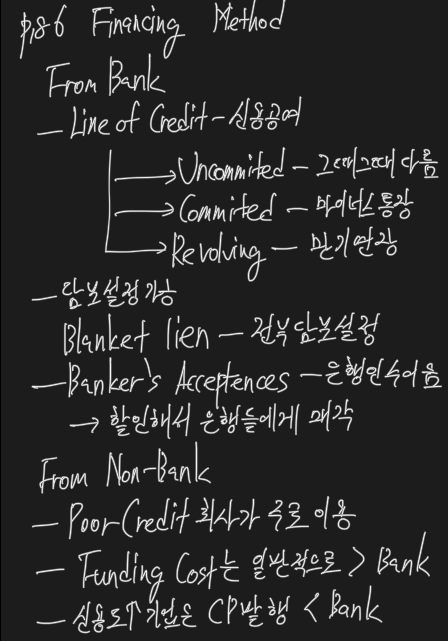 p.86 Financing Method
From Bank
- Line of Credit - 신용공여
→ Uncommited - 그때그때 다름
→ Commited - 마이너스통장
→ Revolving - 만기연장
- 담보설정가능
Blanket lien - 전부담보설정
- Banker's Acceptences - 은행인수어음
→ 할인해서 은행들에게 매각
From Non-Bank
- Poor Credit 회사가 주로 이용
- Funding Cost는 일반적으로 > Bank
- 신용도↑ 기업은 CP발행 < Bank